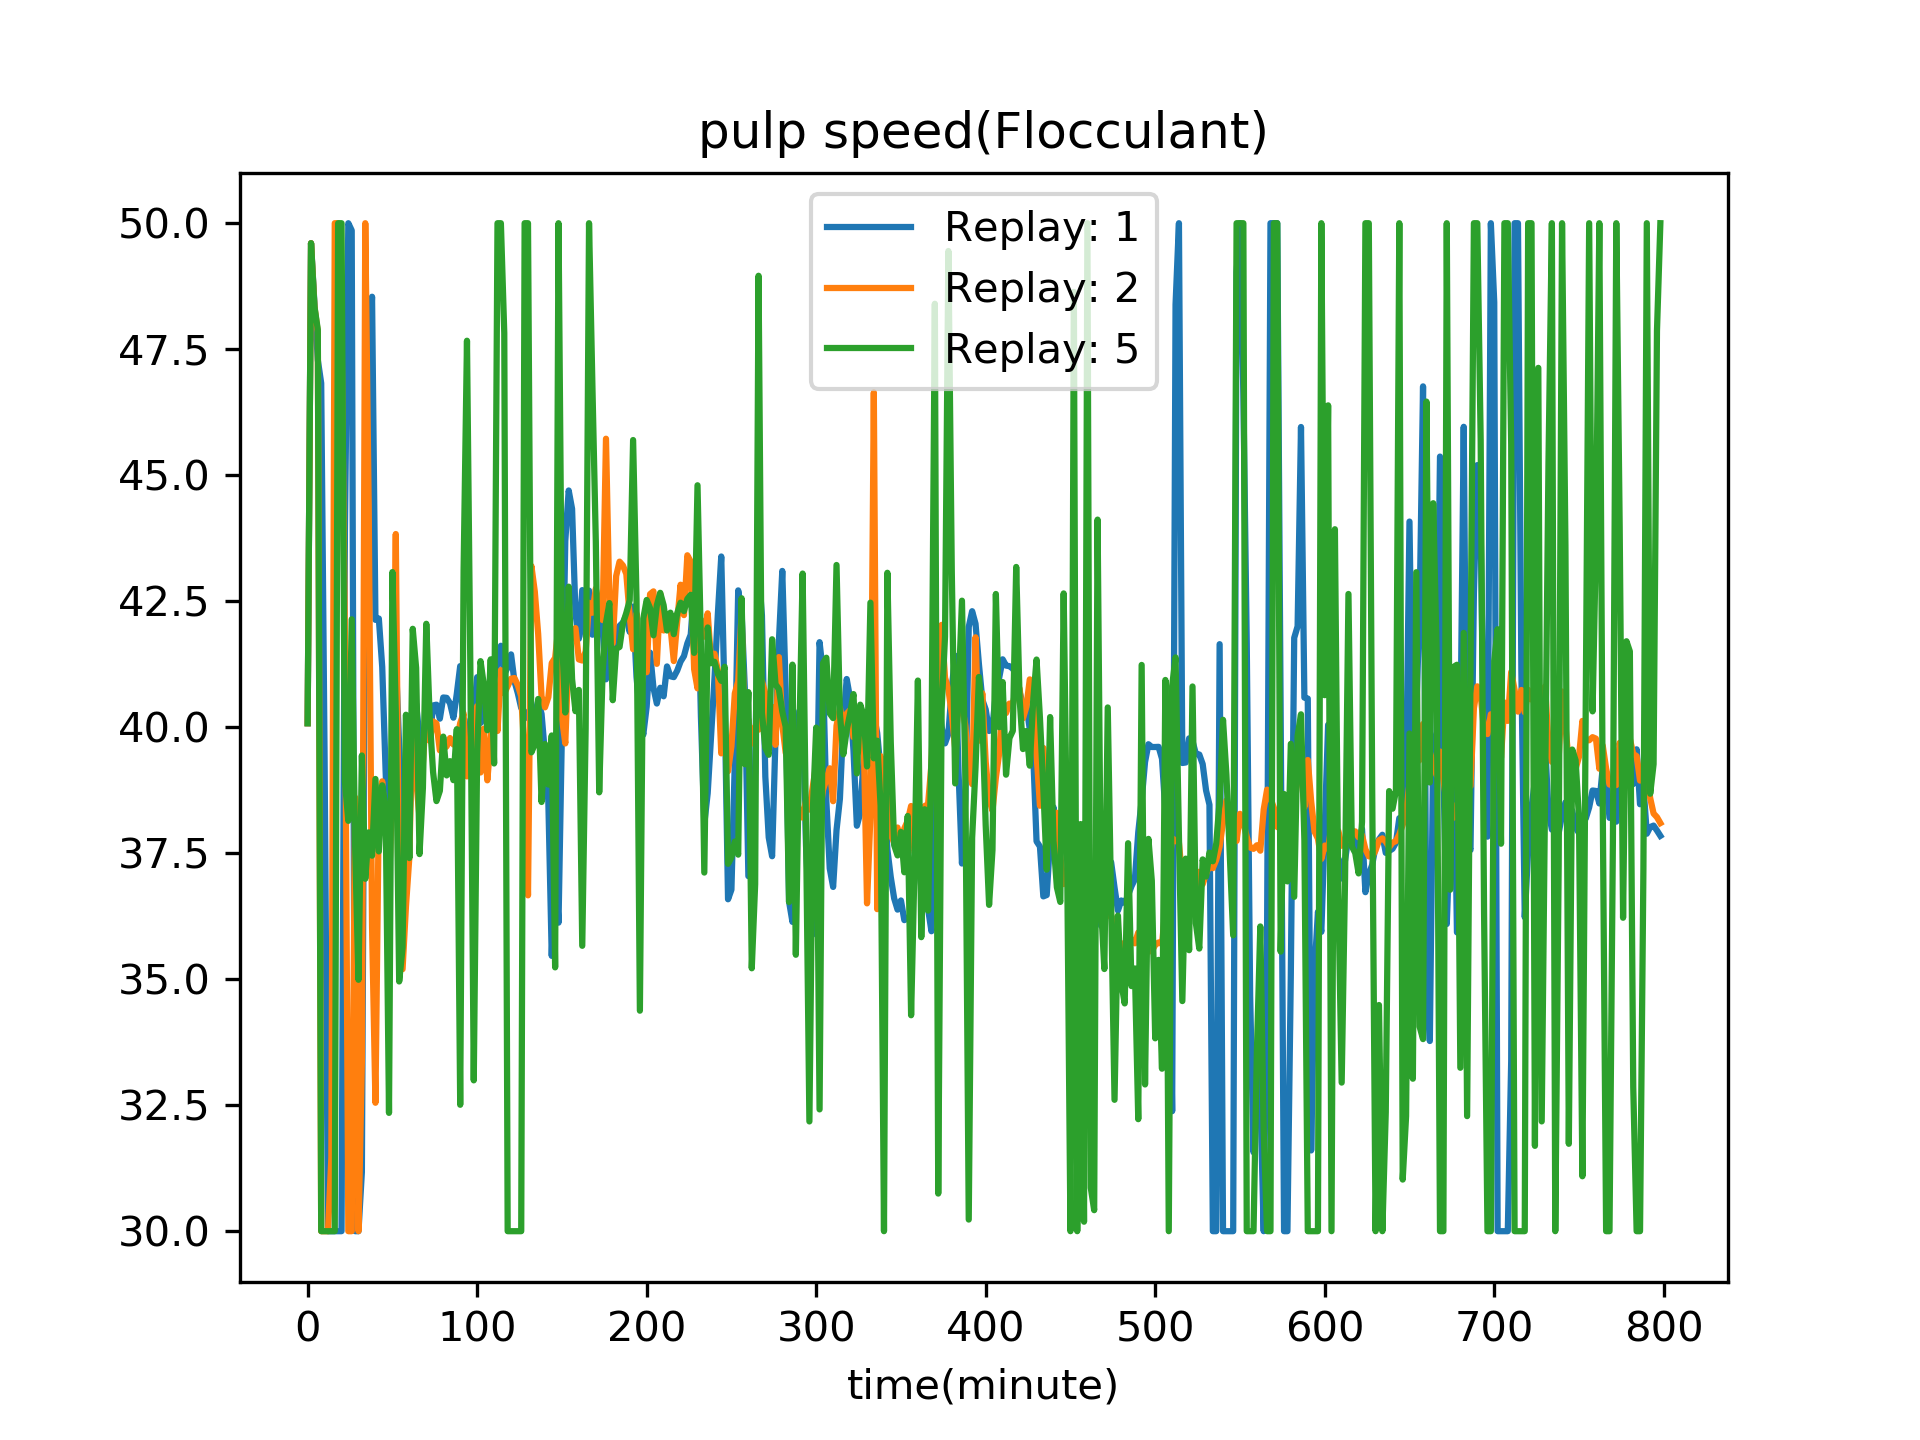 pulp speed(Flocculant)
Replay: 1
Replay: 2
Replay: 5
50.0
47.5
45.0
42.5
40.0
37.5
35.0
32.5
30.0
0 100 200 300 400 500 600 700 800
time(minute)